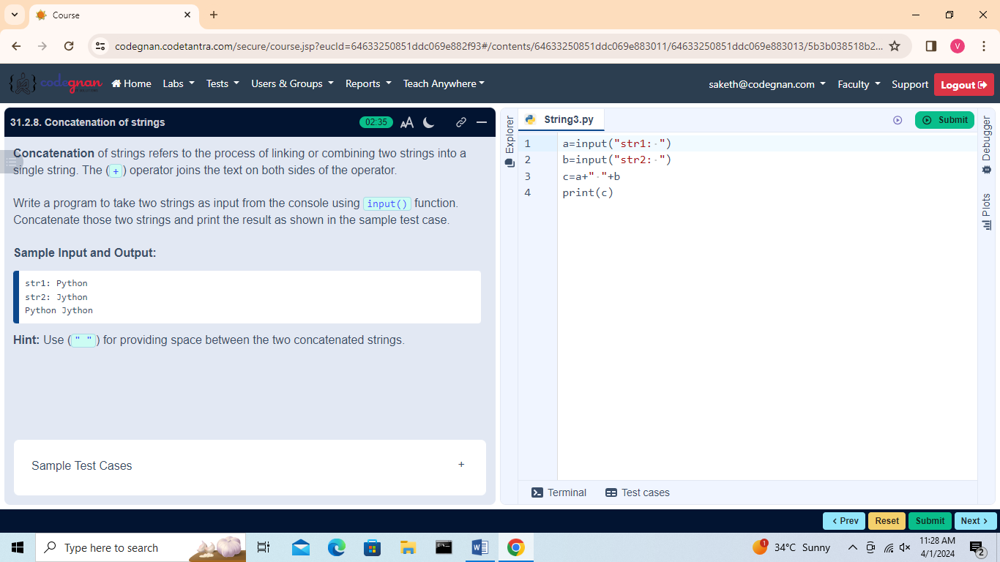 Course
codegnan.codetantra.com/secure/course.jsp?eucId=64633250851ddc069e882f93#/contents/64633250851ddc069e883011/64633250851ddc069e883013/5b3b038518b2...
V
codegnan
Home Labs Tests Users & Groups Reports Teach Anywhere
saketh@codegnan.com Faculty Support Logout
31.2.8. Concatenation of strings
02:35
AA
Concatenation of strings refers to the process of linking or combining two strings into a
single string. The ( + ) operator joins the text on both sides of the operator.
Write a program to take two strings as input from the console using input() function.
Concatenate those two strings and print the result as shown in the sample test case.
Sample Input and Output:
str1: Python
str2: Jython
Python Jython
Hint: Use (" ") for providing space between the two concatenated strings.
Sample Test Cases
+
Explorer
String3.py
Submit
1 a=input("str1: ")
2 b=input("str2: ")
3 c=a+" "+b
4 print(c)
Debugger
Plots
Terminal
Test cases
< Prev
Reset
Submit
Next >
Type here to search
1
34°C Sunny
11:28 AM
4/1/2024
2